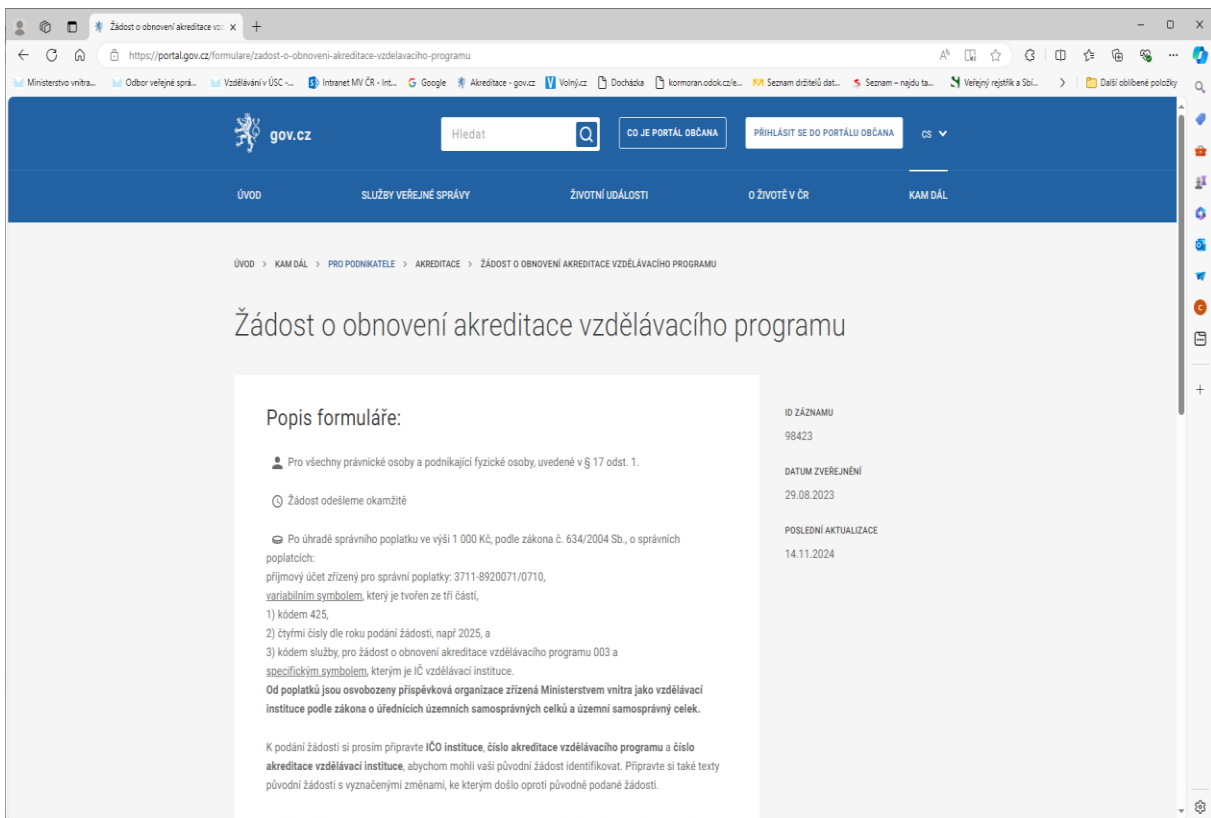 Žádost o obnovení akreditace vzd
https://portal.gov.cz/formulare/zadost-o-obnoveni-akreditace-vzdelavaciho-programu
Ministerstvo vnitra... Odbor veřejné sprá... Vzdělávání v ÚSC -... Intranet MV ČR - Int... Google Akreditace - gov.cz Volný.cz Docházka kormoran.odok.cz/e... Seznam držitelů dat... Seznam – najdu ta... Veřejný rejstřík a Sbí... Další oblíbené položky
gov.cz Hledat CO JE PORTÁL OBČANA PŘIHLÁSIT SE DO PORTÁLU OBČANA CS
ÚVOD SLUŽBY VEŘEJNÉ SPRÁVY ŽIVOTNÍ UDÁLOSTI O ŽIVOTĚ V ČR KAM DÁL
ÚVOD > KAM DÁL > PRO PODNIKATELE > AKREDITACE > ŽÁDOST O OBNOVENÍ AKREDITACE VZDĚLÁVACÍHO PROGRAMU
Žádost o obnovení akreditace vzdělávacího programu
Popis formuláře:
Pro všechny právnické osoby a podnikající fyzické osoby, uvedené v § 17 odst. 1.
Žádost odešleme okamžitě
Po úhradě správního poplatku ve výši 1 000 Kč, podle zákona č. 634/2004 Sb., o správních
poplatcích:
příjmový účet zřízený pro správní poplatky: 3711-8920071/0710,
variabilním symbolem, který je tvořen ze tří částí,
1) kódem 425,
2) čtyřmi čísly dle roku podání žádosti, např 2025, a
3) kódem služby, pro žádost o obnovení akreditace vzdělávacího programu 003 a
specifickým symbolem, kterým je IČ vzdělávací instituce.
Od poplatků jsou osvobozeny příspěvková organizace zřízená Ministerstvem vnitra jako vzdělávací
instituce podle zákona o úřednících územních samosprávných celků a územní samosprávný celek.
K podání žádosti si prosím připravte IČO instituce, číslo akreditace vzdělávacího programu a číslo
akreditace vzdělávací instituce, abychom mohli vaši původní žádost identifikovat. Připravte si také texty
původní žádosti s vyznačenými změnami, ke kterým došlo oproti původně podané žádosti.
ID ZÁZNAMU
98423
DATUM ZVEŘEJNĚNÍ
29.08.2023
POSLEDNÍ AKTUALIZACE
14.11.2024